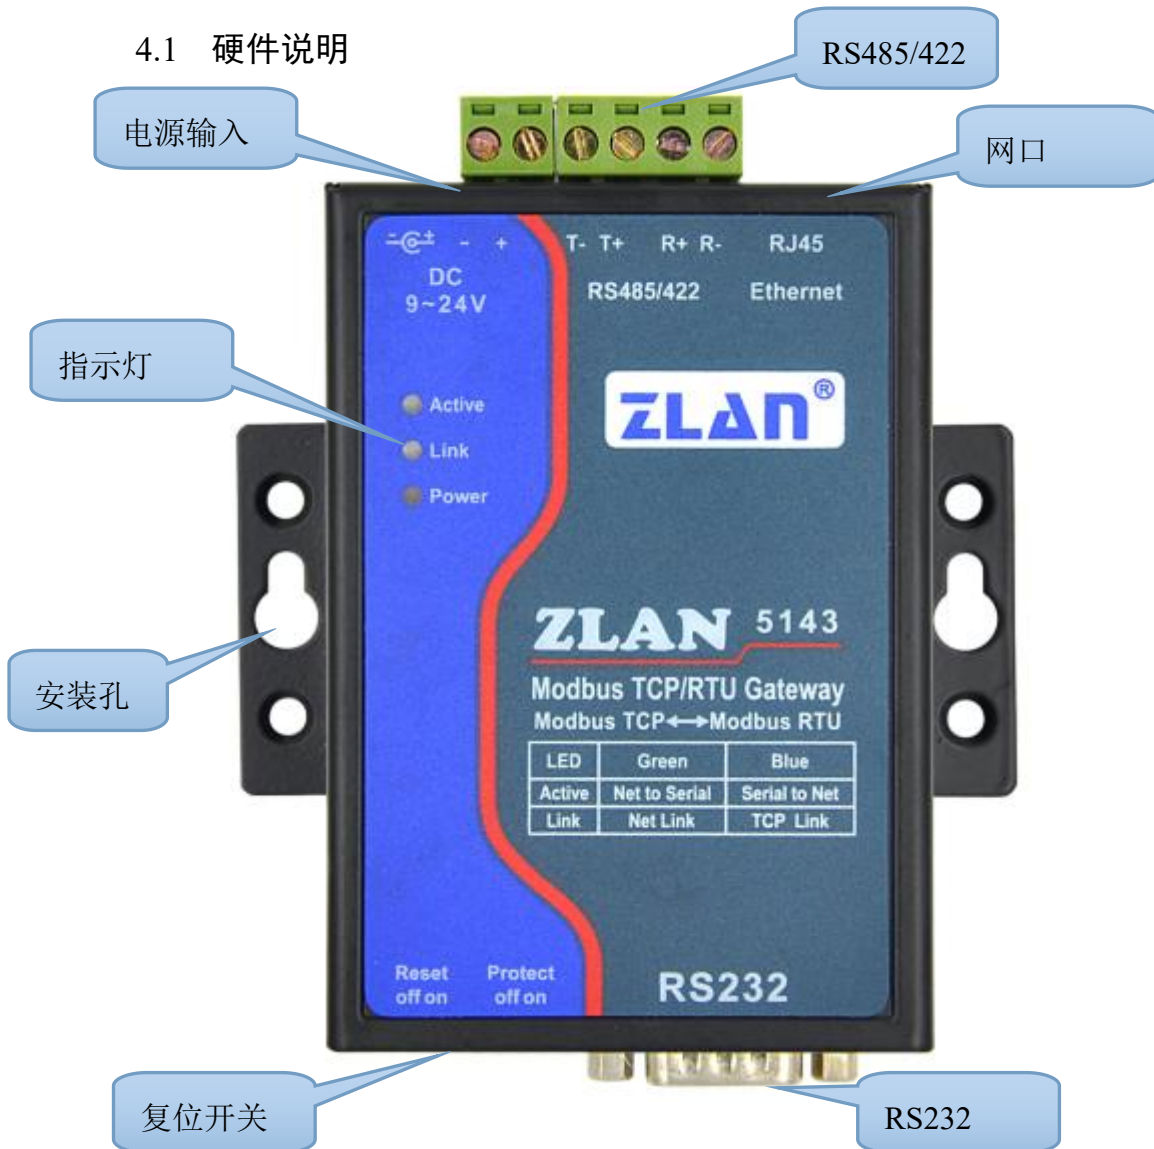 4.1 硬件说明
RS485/422
电源输入
网口
- + - +
T- T+ R+ R- RJ45
DC
9~24V
RS485/422 Ethernet
指示灯
Active
Link
Power
ZLAN®
安装孔
ZLAN 5143
Modbus TCP/RTU Gateway
Modbus TCP↔Modbus RTU
LED Green Blue
Active Net to Serial Serial to Net
Link Net Link TCP Link
Reset Protect
off on off on
RS232
复位开关
RS232